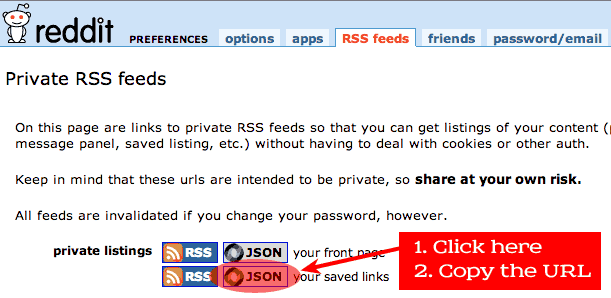 reddit PREFERENCES options apps RSS feeds friends password/email
Private RSS feeds
On this page are links to private RSS feeds so that you can get listings of your content (
message panel, saved listing, etc.) without having to deal with cookies or other auth.
Keep in mind that these urls are intended to be private, so share at your own risk.
All feeds are invalidated if you change your password, however.
private listings RSS JSON your front page
RSS JSON your saved links
1. Click here
2. Copy the URL